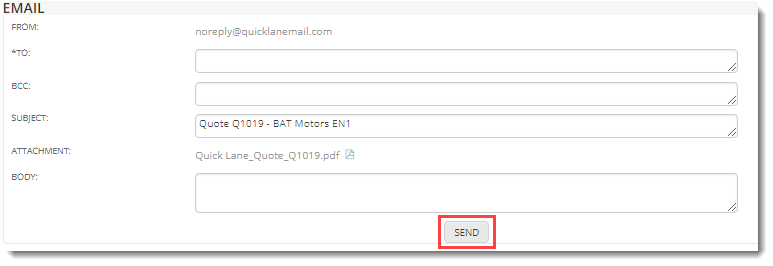 EMAIL
FROM: noreply@quicklanemail.com
*TO:
BCC:
SUBJECT: Quote Q1019 - BAT Motors EN1
ATTACHMENT: Quick Lane_Quote_Q1019.pdf
BODY:
SEND